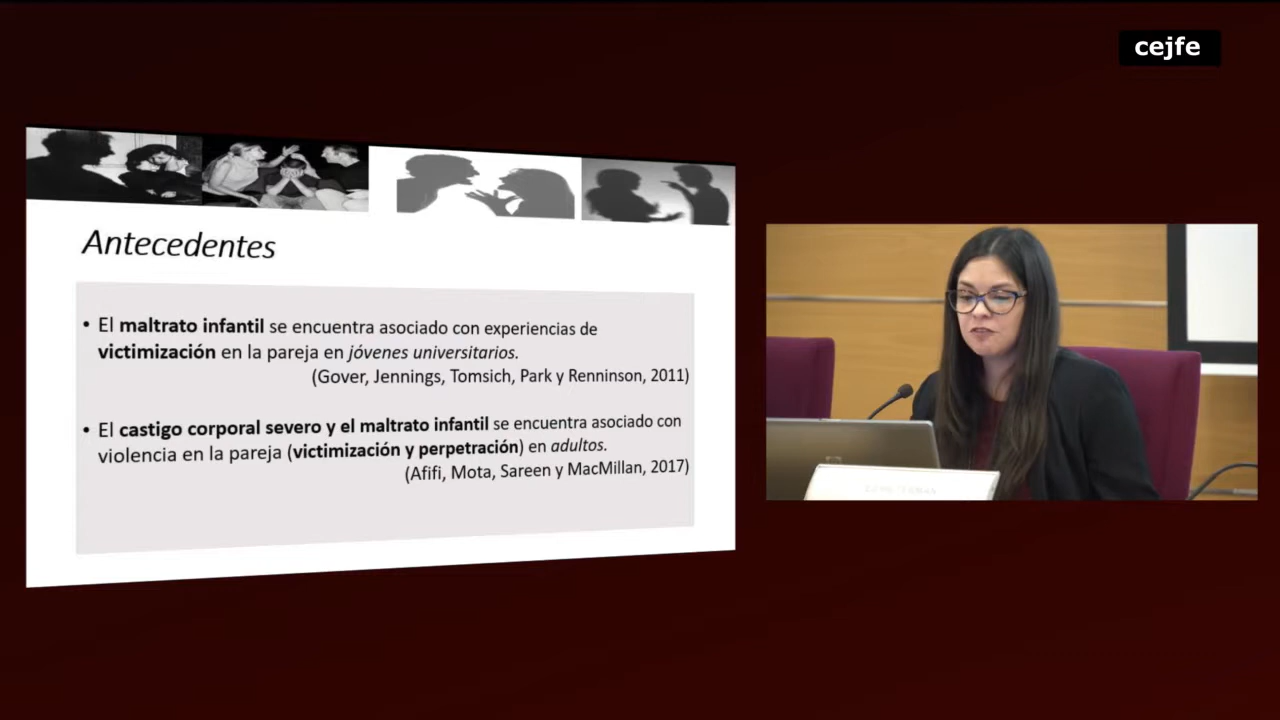 cejfe
Antecedentes
• El maltrato infantil se encuentra asociado con experiencias de
victimización en la pareja en jóvenes universitarios.
(Gover, Jennings, Tomsich, Park y Renninson, 2011)
• El castigo corporal severo y el maltrato infantil se encuentra asociado con
violencia en la pareja (victimización y perpetración) en adultos.
(Afifi, Mota, Sareen y MacMillan, 2017)